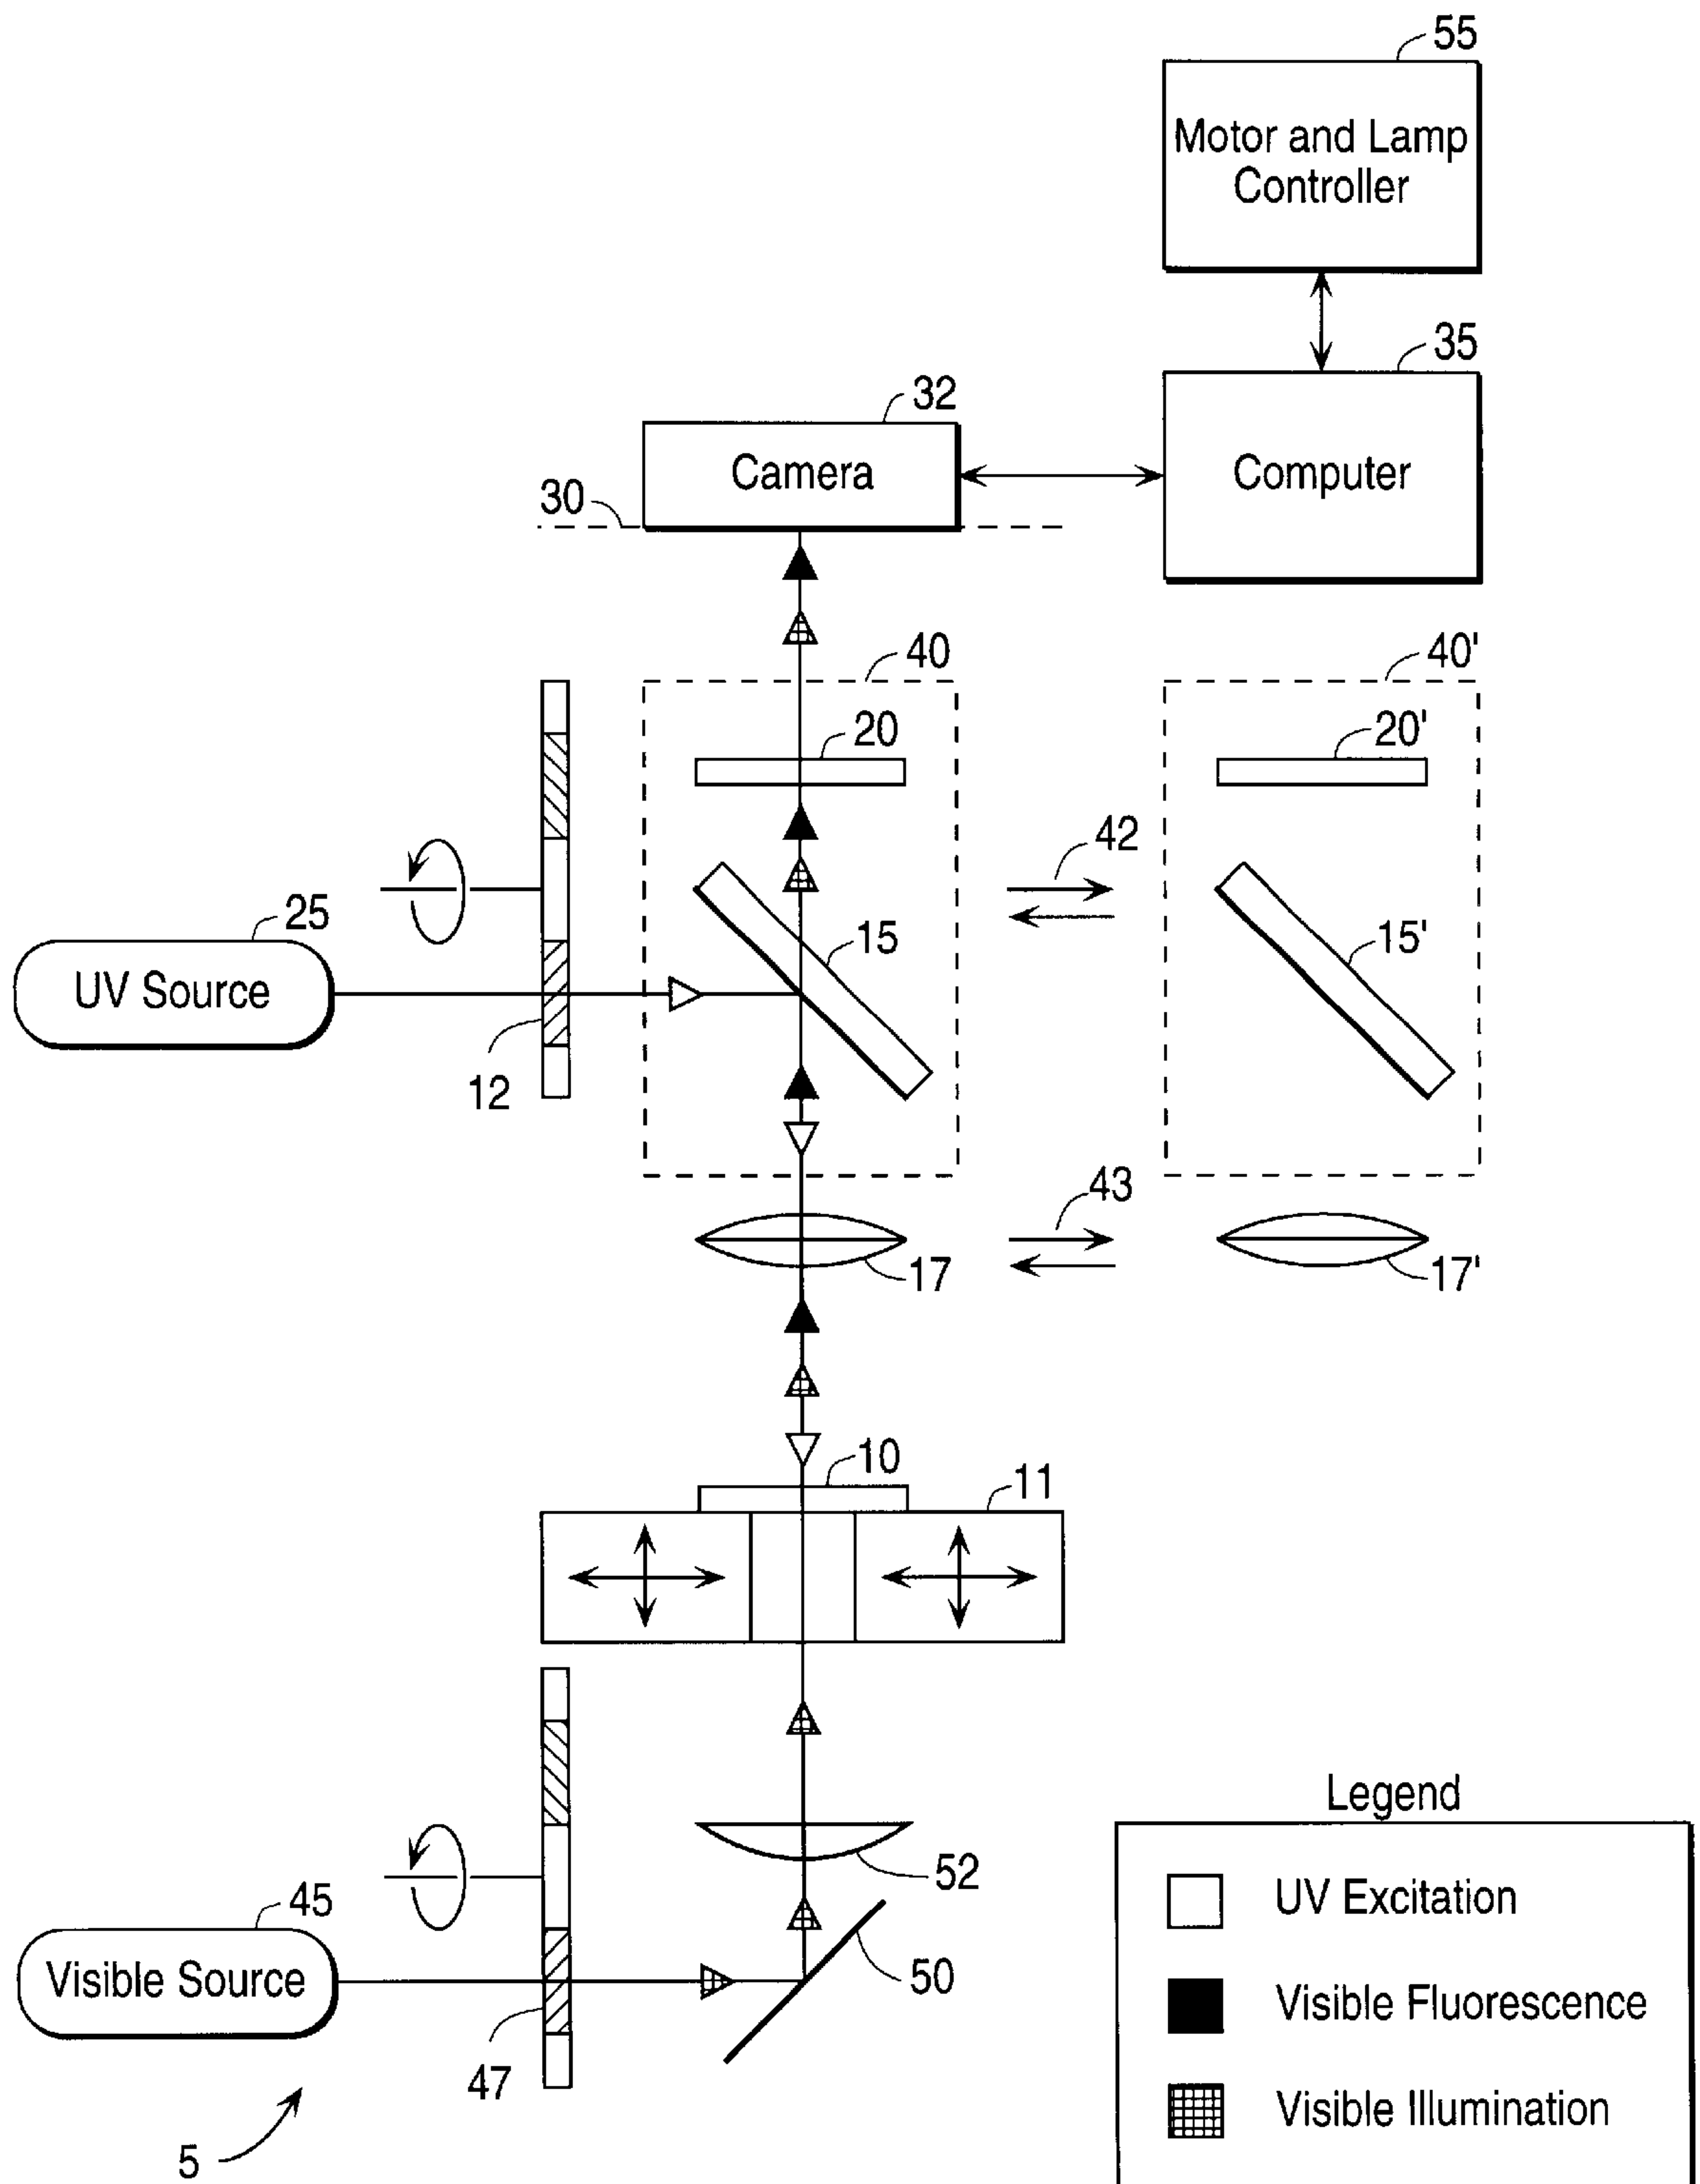 55
Motor and Lamp
Controller
35
32
Camera
Computer
30
40
40'
20
20'
42
25
15
15'
UV Source
12
43
17
17'
10
11
Legend
52
UV Excitation
45
50
Visible Source
Visible Fluorescence
47
Visible Illumination
5